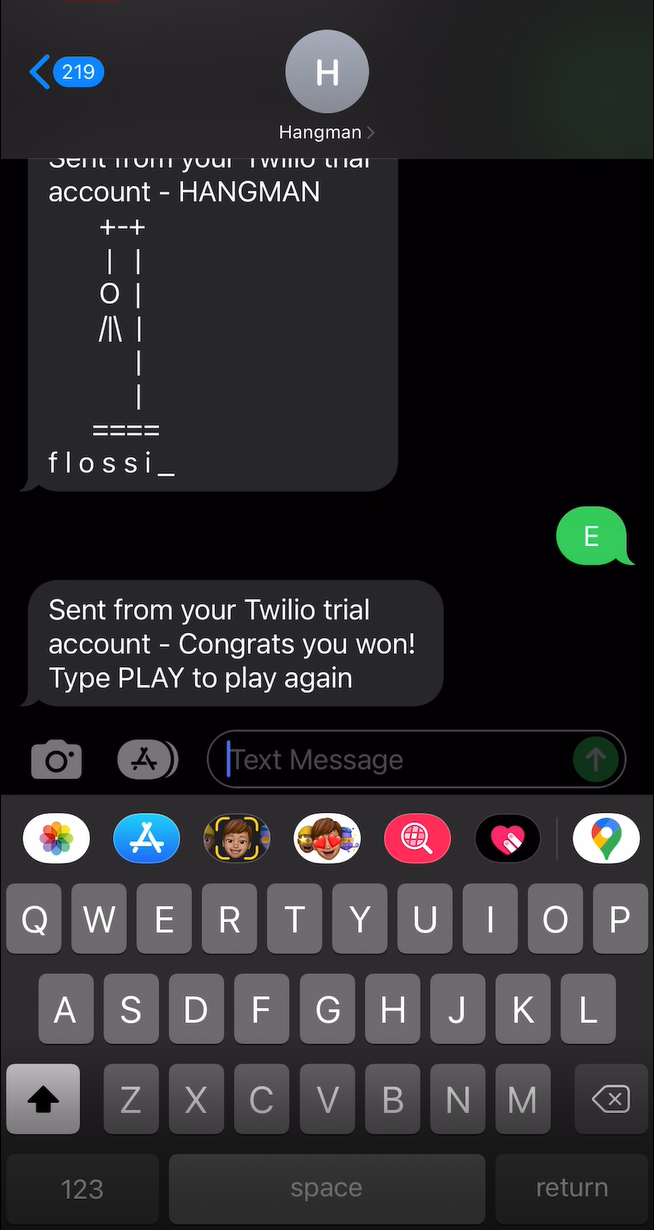 219
H
Hangman
Sent from your Twilio trial
account - HANGMAN
+-+
| |
O |
/|\ |
|
|
====
f l o s s i _
E
Sent from your Twilio trial
account - Congrats you won!
Type PLAY to play again
Text Message
Q W E R T Y U I O P
A S D F G H J K L
Z X C V B N M
123 space return